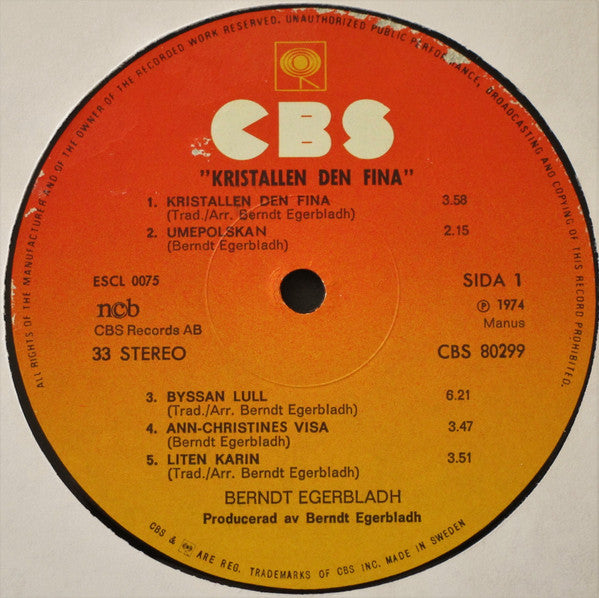 ALL RIGHTS OF THE MANUFACTURER AND OF THE OWNER OF THE RECORDED WORK RESERVED. UNAUTHORIZED PUBLIC PERFORMANCE, BROADCASTING AND COPYING OF THIS RECORD PROHIBITED.
CBS
"KRISTALLEN DEN FINA"
1. KRISTALLEN DEN FINA 3.58
(Trad./Arr. Berndt Egerbladh)
2. UMEPOLSKAN 2.15
(Berndt Egerbladh)
ESCL 0075 SIDA 1
ncb ℗ 1974
CBS Records AB Manus
33 STEREO CBS 80299
3. BYSSAN LULL 6.21
(Trad./Arr. Berndt Egerbladh)
4. ANN-CHRISTINES VISA 3.47
(Berndt Egerbladh)
5. LITEN KARIN 3.51
(Trad./Arr. Berndt Egerbladh)
BERNDT EGERBLADH
Producerad av Berndt Egerbladh
CBS & ARE REG. TRADEMARKS OF CBS INC. MADE IN SWEDEN